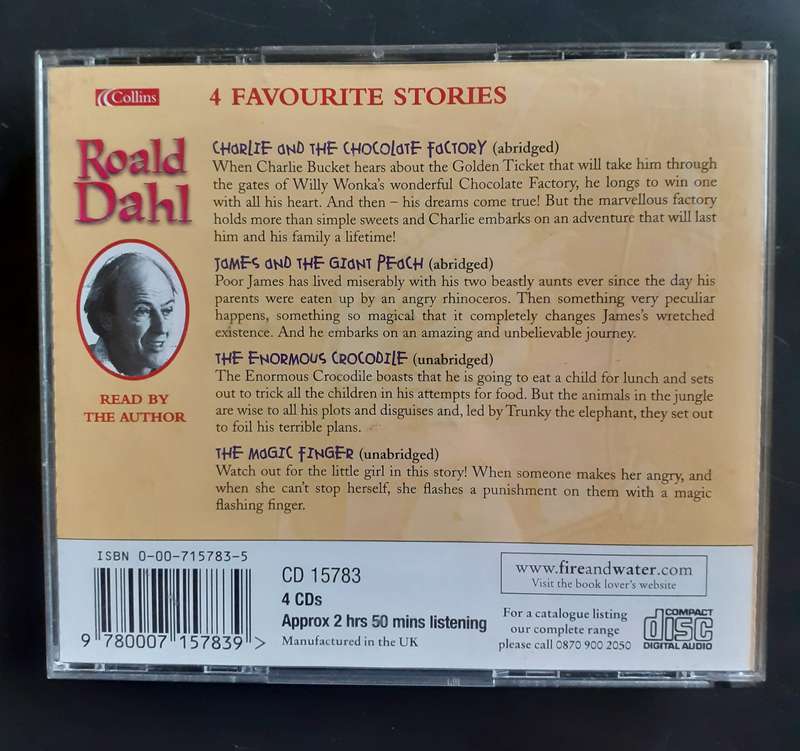 Collins
4 FAVOURITE STORIES
Roald
Dahl
READ BY
THE AUTHOR
CHARLIE AND THE CHOCOLATE FACTORY (abridged)
When Charlie Bucket hears about the Golden Ticket that will take him through
the gates of Willy Wonka's wonderful Chocolate Factory, he longs to win one
with all his heart. And then – his dreams come true! But the marvellous factory
holds more than simple sweets and Charlie embarks on an adventure that will last
him and his family a lifetime!
JAMES AND THE GIANT PEACH (abridged)
Poor James has lived miserably with his two beastly aunts ever since the day his
parents were eaten up by an angry rhinoceros. Then something very peculiar
happens, something so magical that it completely changes James's wretched
existence. And he embarks on an amazing and unbelievable journey.
THE ENORMOUS CROCODILE (unabridged)
The Enormous Crocodile boasts that he is going to eat a child for lunch and sets
out to trick all the children in his attempts for food. But the animals in the jungle
are wise to all his plots and disguises and, led by Trunky the elephant, they set out
to foil his terrible plans.
THE MAGIC FINGER (unabridged)
Watch out for the little girl in this story! When someone makes her angry, and
when she can't stop herself, she flashes a punishment on them with a magic
flashing finger.
ISBN 0-00-715783-5
9 780007 157839 >
CD 15783
4 CDs
Approx 2 hrs 50 mins listening
Manufactured in the UK
www.fireandwater.com
Visit the book lover's website
For a catalogue listing
our complete range
please call 0870 900 2050
COMPACT
disc
DIGITAL AUDIO